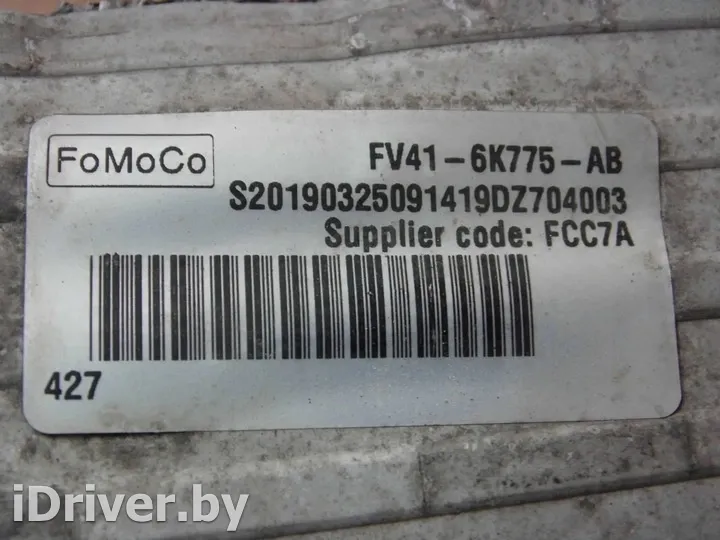 FoMoCo
FV41-6K775-AB
S20190325091419DZ704003
Supplier code: FCC7A
427
iDriver.by